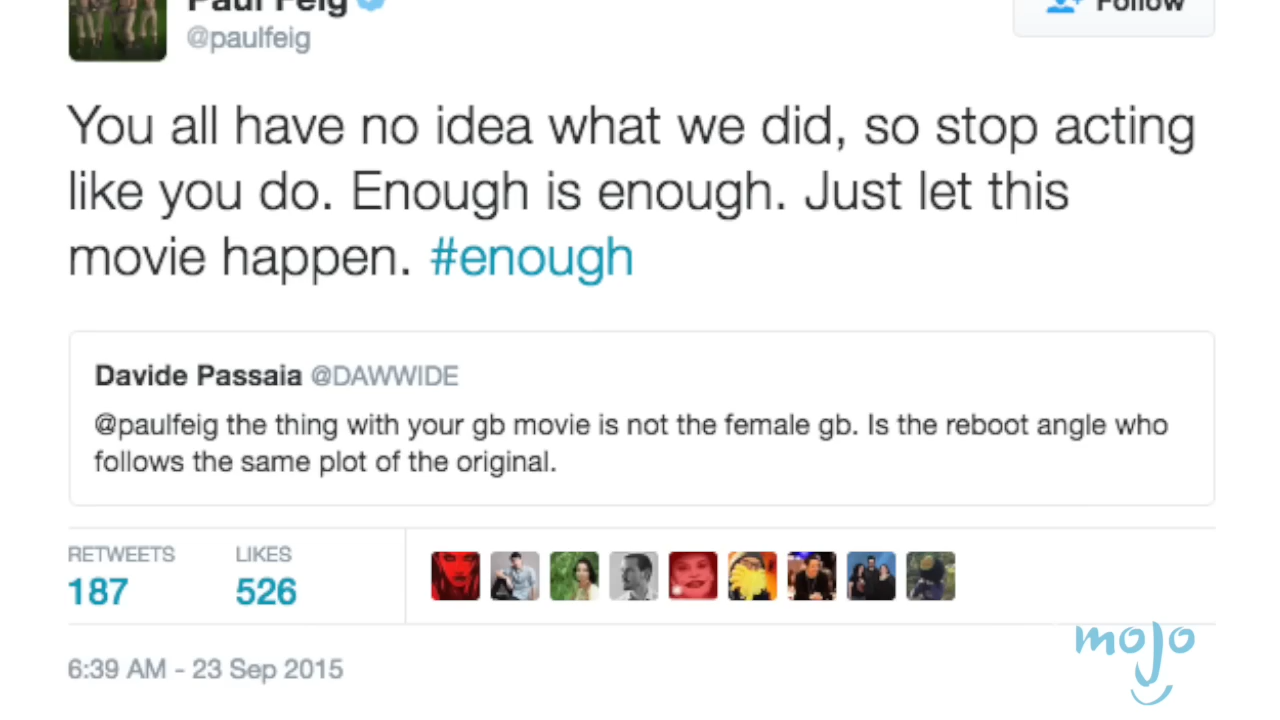 Paul Feig
Follow
@paulfeig
You all have no idea what we did, so stop acting
like you do. Enough is enough. Just let this
movie happen. #enough
Davide Passaia @DAWWIDE
@paulfeig the thing with your gb movie is not the female gb. Is the reboot angle who
follows the same plot of the original.
RETWEETS LIKES
187 526
6:39 AM - 23 Sep 2015
mojo